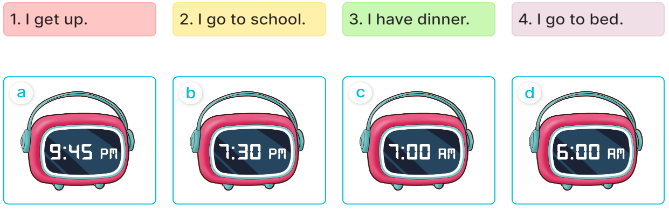 1. I get up.
2. I go to school.
3. I have dinner.
4. I go to bed.
a
9:45 PM
b
7:30 PM
c
7:00 AM
d
6:00 AM